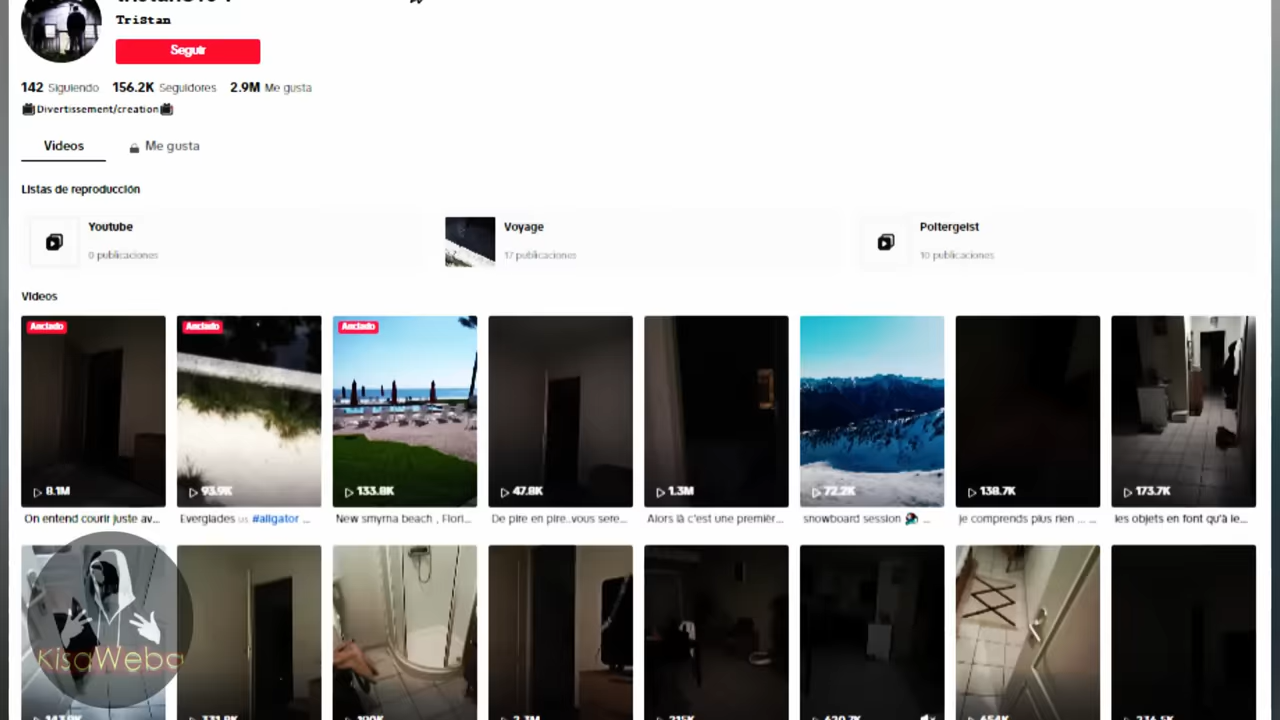 TriStan
Seguir
142 Siguiendo 156.2K Seguidores 2.9M Me gusta
Divertissement/creation
Videos Me gusta
Listas de reproducción
Youtube
0 publicaciones
Voyage
17 publicaciones
Poltergeist
10 publicaciones
Videos
Anclado Anclado Anclado
8.1M 93.9K 133.8K 47.8K 1.3M 72.2K 138.7K 173.7K
On entend courir juste av... Everglades us #aligator ... New smyrna beach , Flori... De pire en pire..vous sere... Alors là c'est une premièr... snowboard session ... je comprends plus rien ... ... les objets en font qu'à le...
KisaWeba